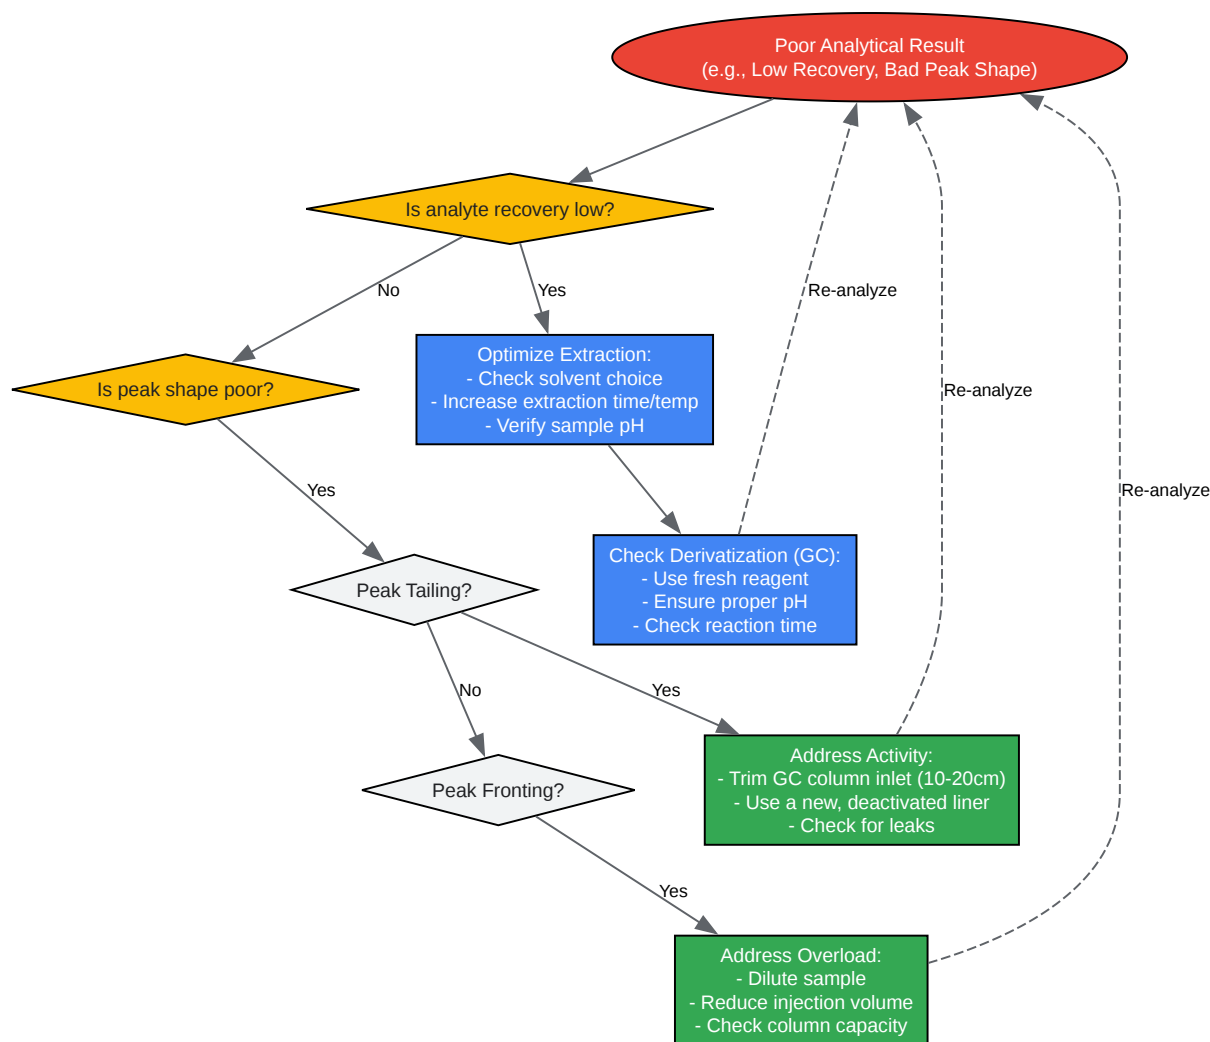 Poor Analytical Result
(e.g., Low Recovery, Bad Peak Shape)
Is analyte recovery low?
No
Yes
Re-analyze
Optimize Extraction:
- Check solvent choice
- Increase extraction time/temp
- Verify sample pH
Is peak shape poor?
Re-analyze
Yes
Re-analyze
Check Derivatization (GC):
- Use fresh reagent
- Ensure proper pH
- Check reaction time
Peak Tailing?
No
Yes
Address Activity:
- Trim GC column inlet (10-20cm)
- Use a new, deactivated liner
- Check for leaks
Peak Fronting?
Yes
Address Overload:
- Dilute sample
- Reduce injection volume
- Check column capacity